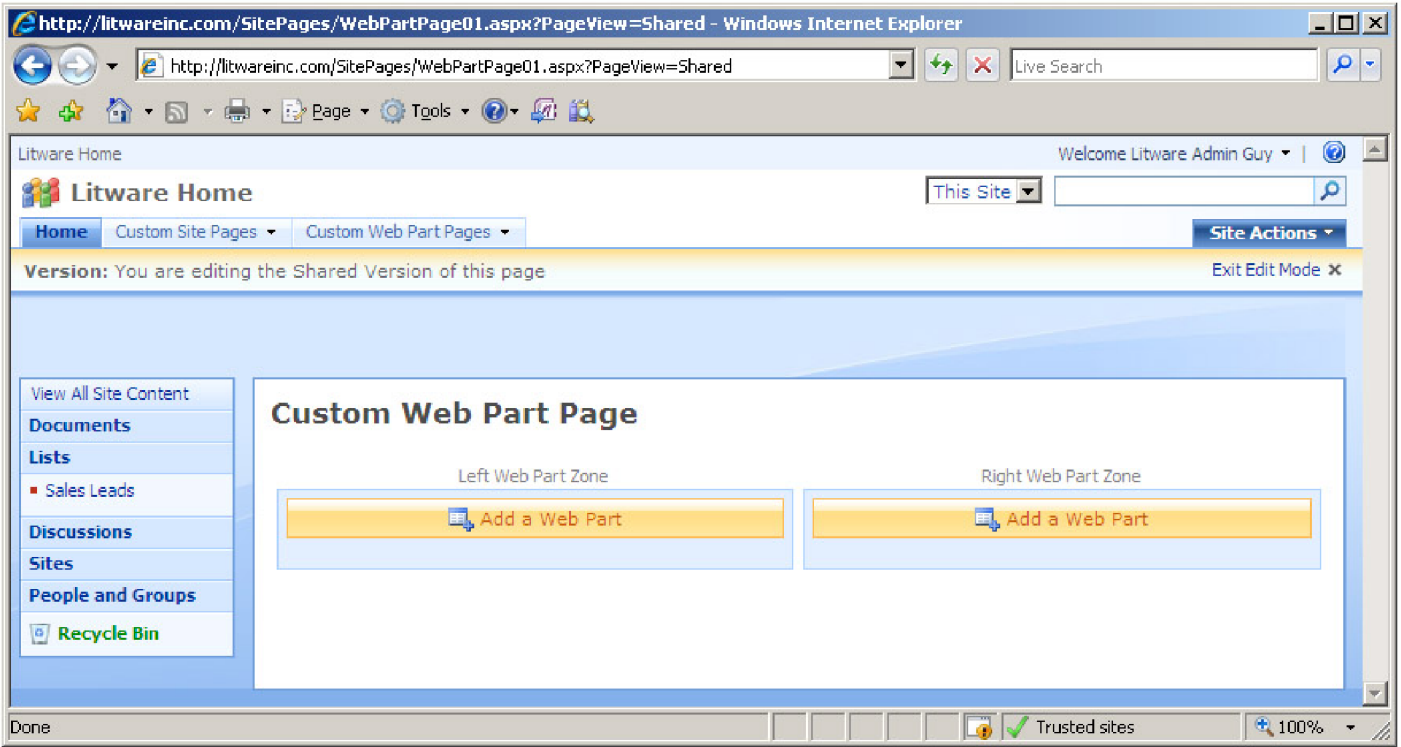 http://litwareinc.com/SitePages/WebPartPage01.aspx?PageView=Shared - Windows Internet Explorer
http://litwareinc.com/SitePages/WebPartPage01.aspx?PageView=Shared Live Search
Page Tools
Litware Home Welcome Litware Admin Guy |
Litware Home This Site
Home Custom Site Pages Custom Web Part Pages Site Actions
Version: You are editing the Shared Version of this page Exit Edit Mode
View All Site Content
Documents
Lists
Sales Leads
Discussions
Sites
People and Groups
Recycle Bin
Custom Web Part Page
Left Web Part Zone Right Web Part Zone
Add a Web Part Add a Web Part
Done Trusted sites 100%